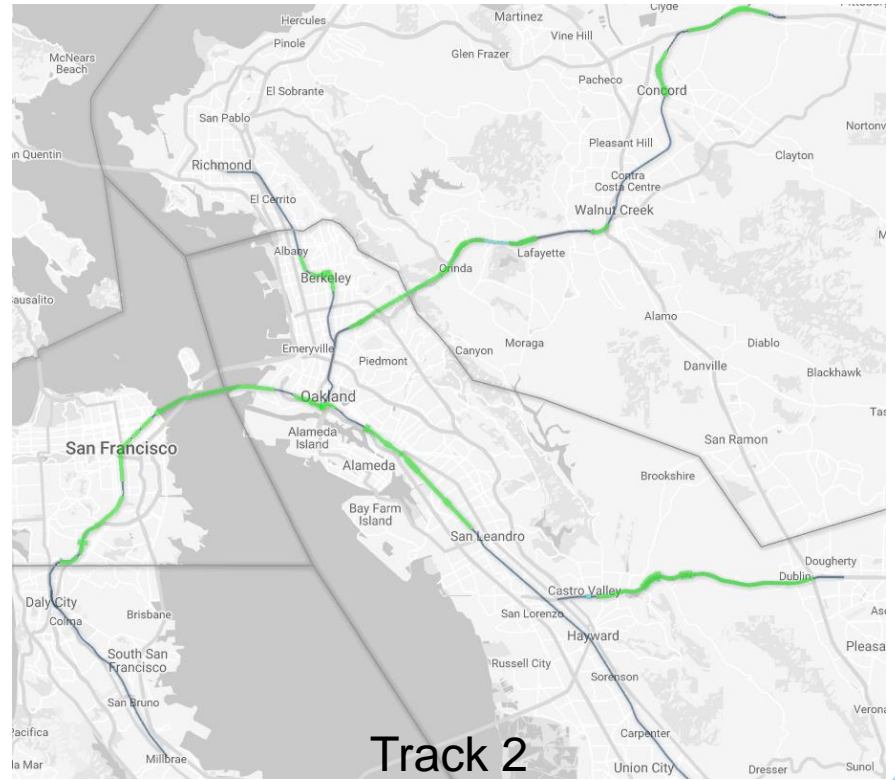 Hercules
Martinez
Clyde
McNears
Beach
Pinole
Vine Hill
Glen Frazer
Pacheco
El Sobrante
Concord
San Pablo
Nortonv
Pleasant Hill
n Quentin
Richmond
Clayton
Contra
Costa Centre
El Cerrito
Walnut Creek
Albany
Lafayette
Orinda
Berkeley
ausalito
Alamo
Emeryville
Canyon
Moraga
Diablo
Piedmont
Danville
Blackhawk
Oakland
Alameda
Island
San Francisco
San Ramon
Alameda
Brookshire
Bay Farm
Island
San Leandro
Dougherty
Dublin
Castro Valley
Daly City
San Lorenzo
Colma
Brisbane
Hayward
South San
Francisco
Pleasa
Russell City
Sorenson
San Bruno
Verona
Pacifica
Carpenter
Millbrae
la Mar
Track 2
Union City
Dresser
Sunol